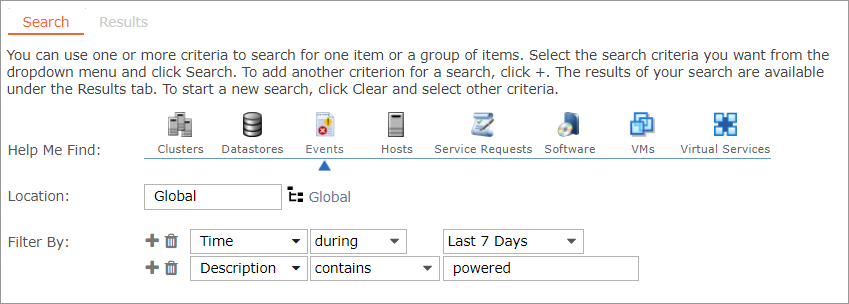 Search Results
You can use one or more criteria to search for one item or a group of items. Select the search criteria you want from the
dropdown menu and click Search. To add another criterion for a search, click +. The results of your search are available
under the Results tab. To start a new search, click Clear and select other criteria.
Help Me Find: Clusters Datastores Events Hosts Service Requests Software VMs Virtual Services
Location: Global Global
Filter By: Time during Last 7 Days
Description contains powered